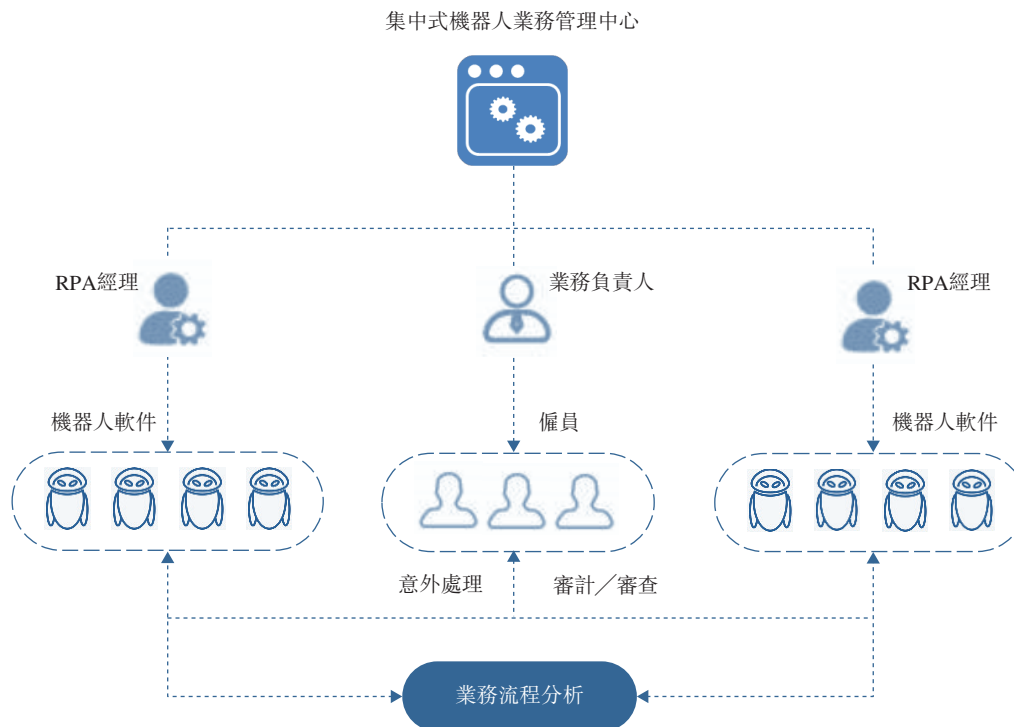 集中式機器人業務管理中心
RPA經理
業務負責人
RPA經理
機器人軟件
僱員
機器人軟件
意外處理
審計／審查
業務流程分析